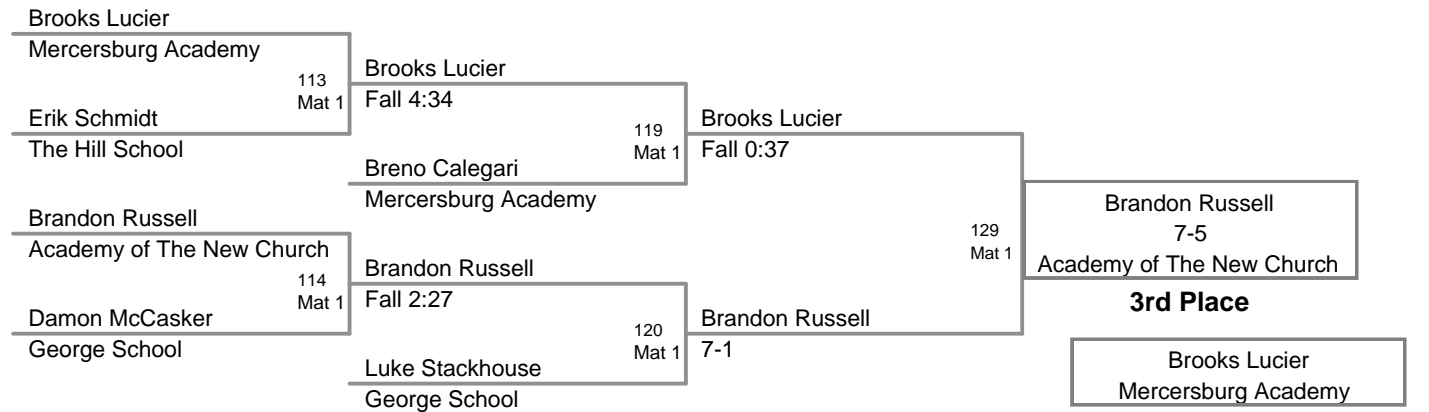 Brooks Lucier
Mercersburg Academy
113
Mat 1
Erik Schmidt
The Hill School
Brooks Lucier
Fall 4:34
119
Mat 1
Breno Calegari
Mercersburg Academy
Brooks Lucier
Fall 0:37
Brandon Russell
Academy of The New Church
114
Mat 1
Damon McCasker
George School
Brandon Russell
Fall 2:27
120
Mat 1
Luke Stackhouse
George School
Brandon Russell
7-1
129
Mat 1
Brandon Russell
7-5
Academy of The New Church
3rd Place
Brooks Lucier
Mercersburg Academy